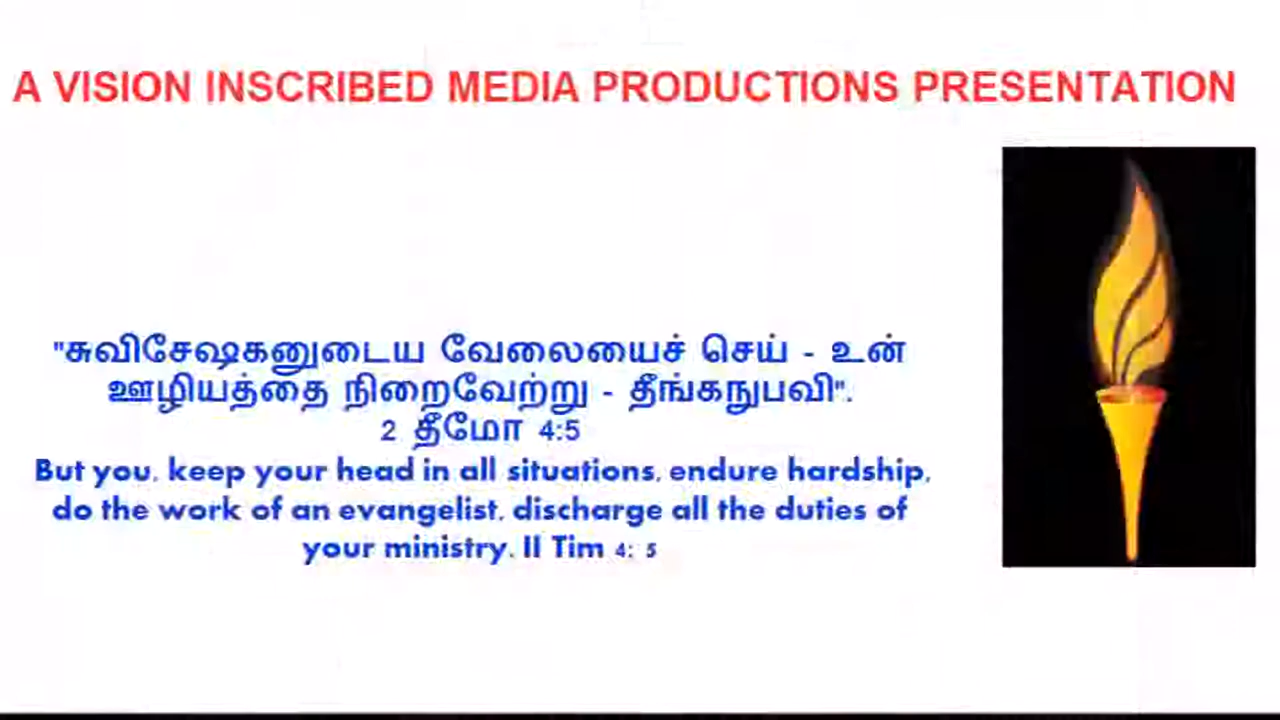 A VISION INSCRIBED MEDIA PRODUCTIONS PRESENTATION
"சுவிசேஷகனுடைய வேலையைச் செய் - உன்
ஊழியத்தை நிறைவேற்று - தீங்கநுபவி".
2 தீமோ 4:5
But you, keep your head in all situations, endure hardship,
do the work of an evangelist, discharge all the duties of
your ministry. II Tim 4: 5